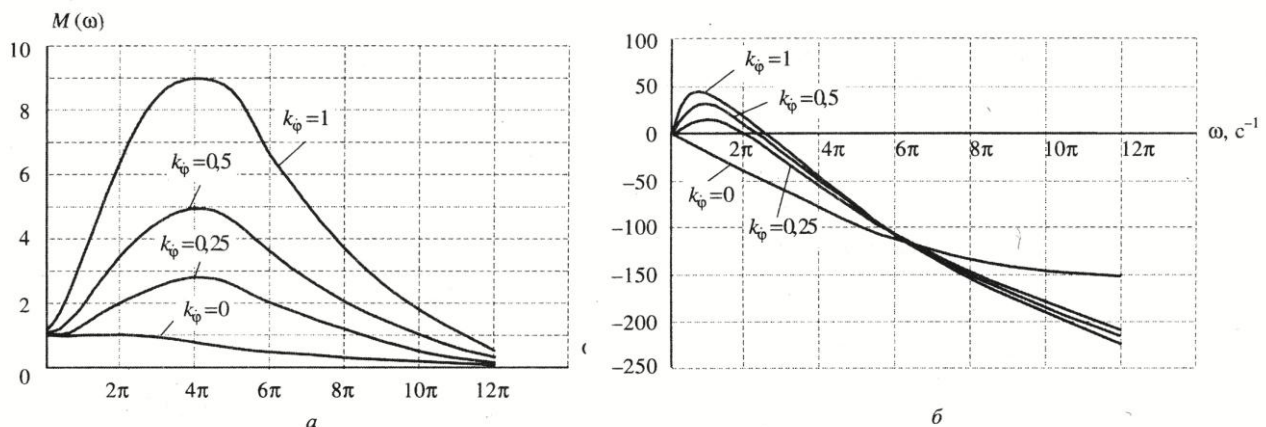 M (ω)
10
8
6
4
2
0
k_φ̇ =1
k_φ̇ =0,5
k_φ̇ =0,25
k_φ̇ =0
2π 4π 6π 8π 10π 12π
а
100
50
0
−50
−100
−150
−200
−250
k_φ̇ =1
k_φ̇ =0,5
ω, с⁻¹
2π 4π 6π 8π 10π 12π
k_φ̇ =0
k_φ̇ =0,25
б